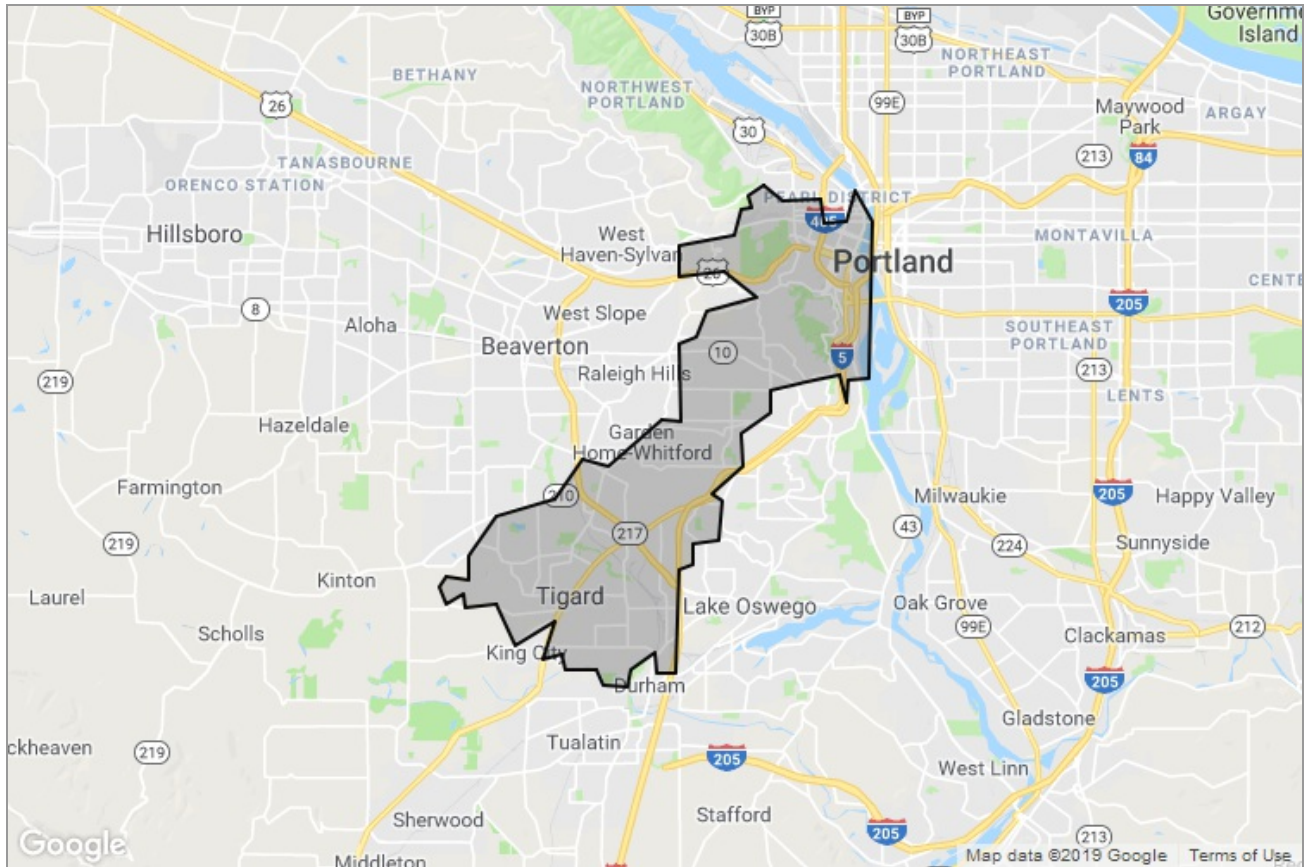 BYP
30B
BYP
30B
Governme
Island
NORTHEAST
PORTLAND
BETHANY
NORTHWEST
PORTLAND
26
99E
Maywood
Park
ARGAY
30
213
84
TANASBOURNE
ORENCO STATION
PEARL DISTRICT
405
Hillsboro
West
Haven-Sylvan
MONTAVILLA
Portland
26
CENTE
8
West Slope
205
Aloha
SOUTHEAST
PORTLAND
Beaverton
10
5
213
219
Raleigh Hills
LENTS
Hazeldale
Garden
Home-Whitford
Farmington
210
Milwaukie
205
Happy Valley
43
217
219
224
Sunnyside
Kinton
Laurel
Tigard
Lake Oswego
Oak Grove
99E
212
Scholls
Clackamas
King City
Durham
205
Gladstone
ckheaven
219
Tualatin
205
West Linn
Stafford
Sherwood
205
213
Google
Middleton
Map data ©2019 Google
Terms of Use